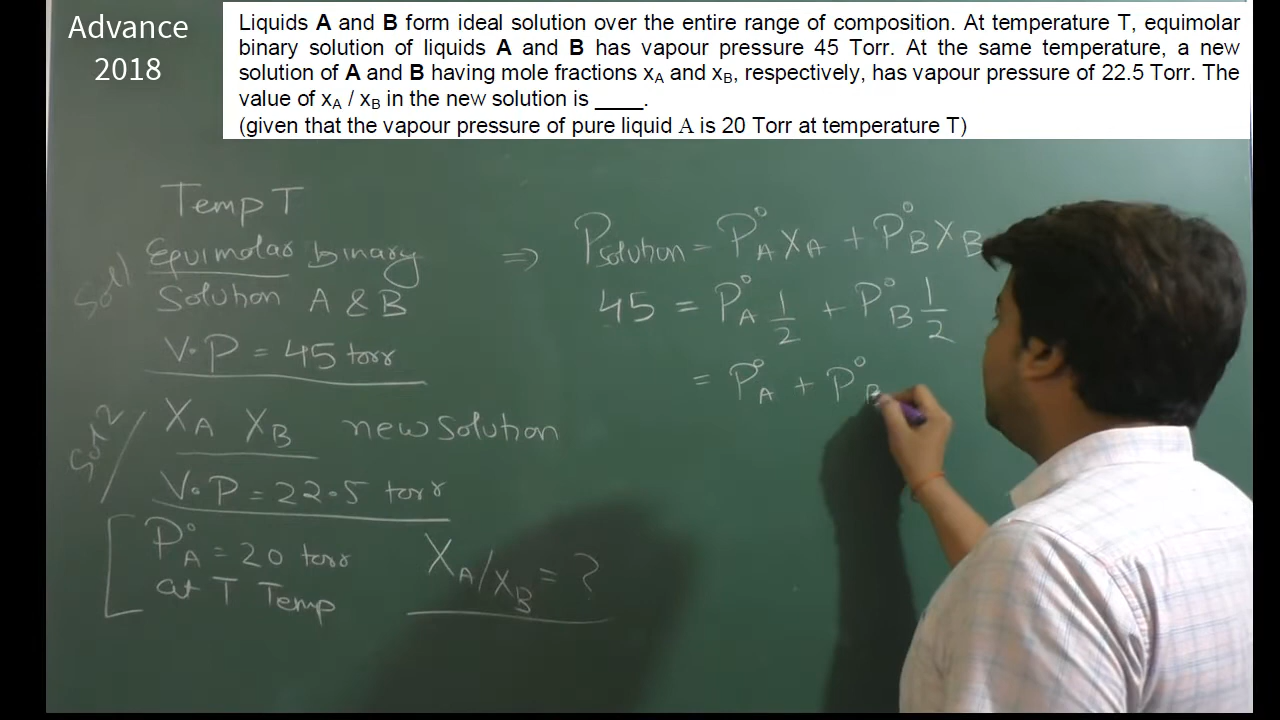 Advance
2018
Liquids A and B form ideal solution over the entire range of composition. At temperature T, equimolar
binary solution of liquids A and B has vapour pressure 45 Torr. At the same temperature, a new
solution of A and B having mole fractions xA and xB, respectively, has vapour pressure of 22.5 Torr. The
value of xA / xB in the new solution is ____.
(given that the vapour pressure of pure liquid A is 20 Torr at temperature T)
Temp T
Sol1) Equimolar binary
Solution A & B
V.P = 45 torr
Sol 2 XA XB new Solution
V.P = 22.5 torr
P°A = 20 torr
at T Temp
XA/XB = ?
⇒ Psolution = P°A XA + P°B XB
45 = P°A 1/2 + P°B 1/2
= P°A + P°B